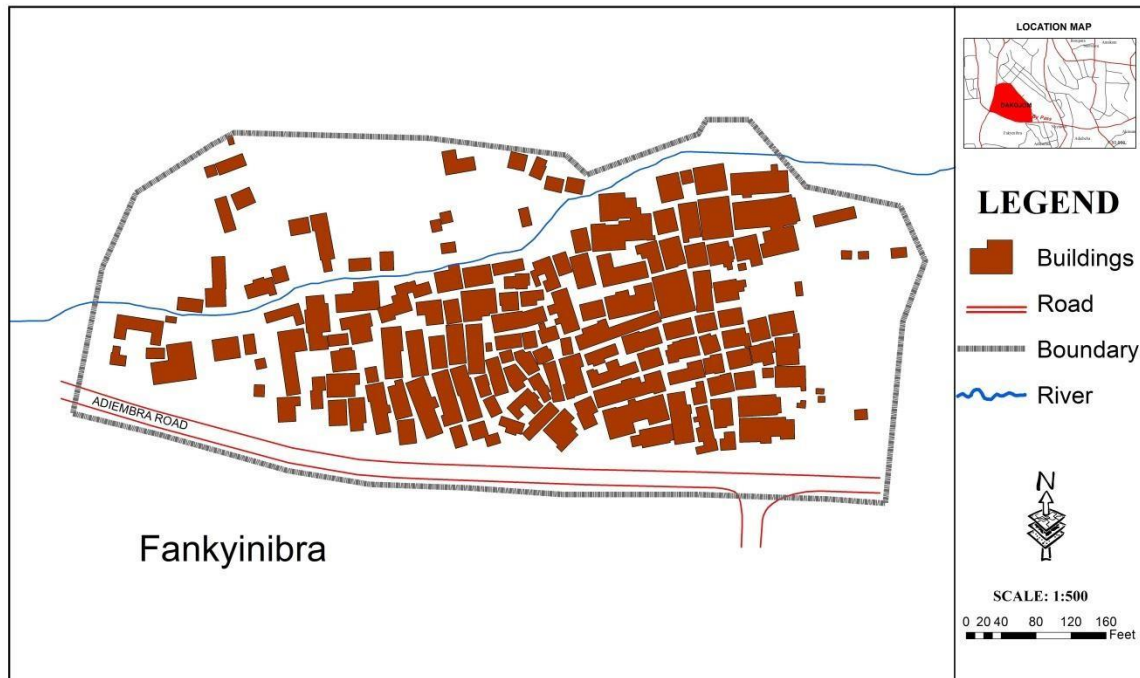 LOCATION MAP
DAKOJOM
LEGEND
Buildings
Road
Boundary
River
ADIEMBRA ROAD
Fankyinibra
N
SCALE: 1:500
0 20 40 80 120 160
Feet